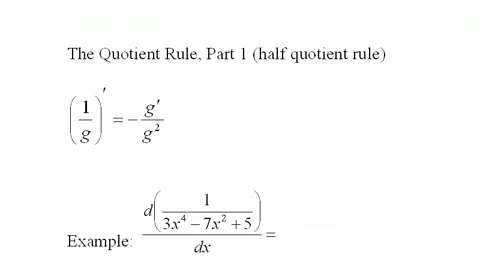 The Quotient Rule, Part 1 (half quotient rule)
(1/g)′ = − g′/g²
Example: d(1/(3x⁴ − 7x² + 5))/dx =